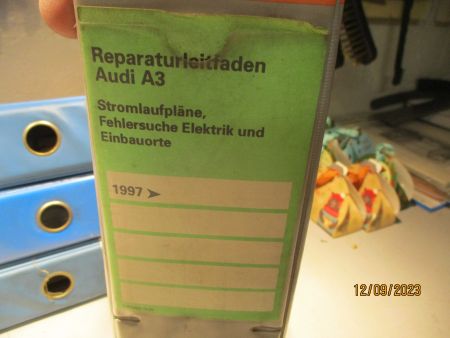 Reparaturleitfaden
Audi A3
Stromlaufpläne,
Fehlersuche Elektrik und
Einbauorte
1997 ➤
12/09/2023